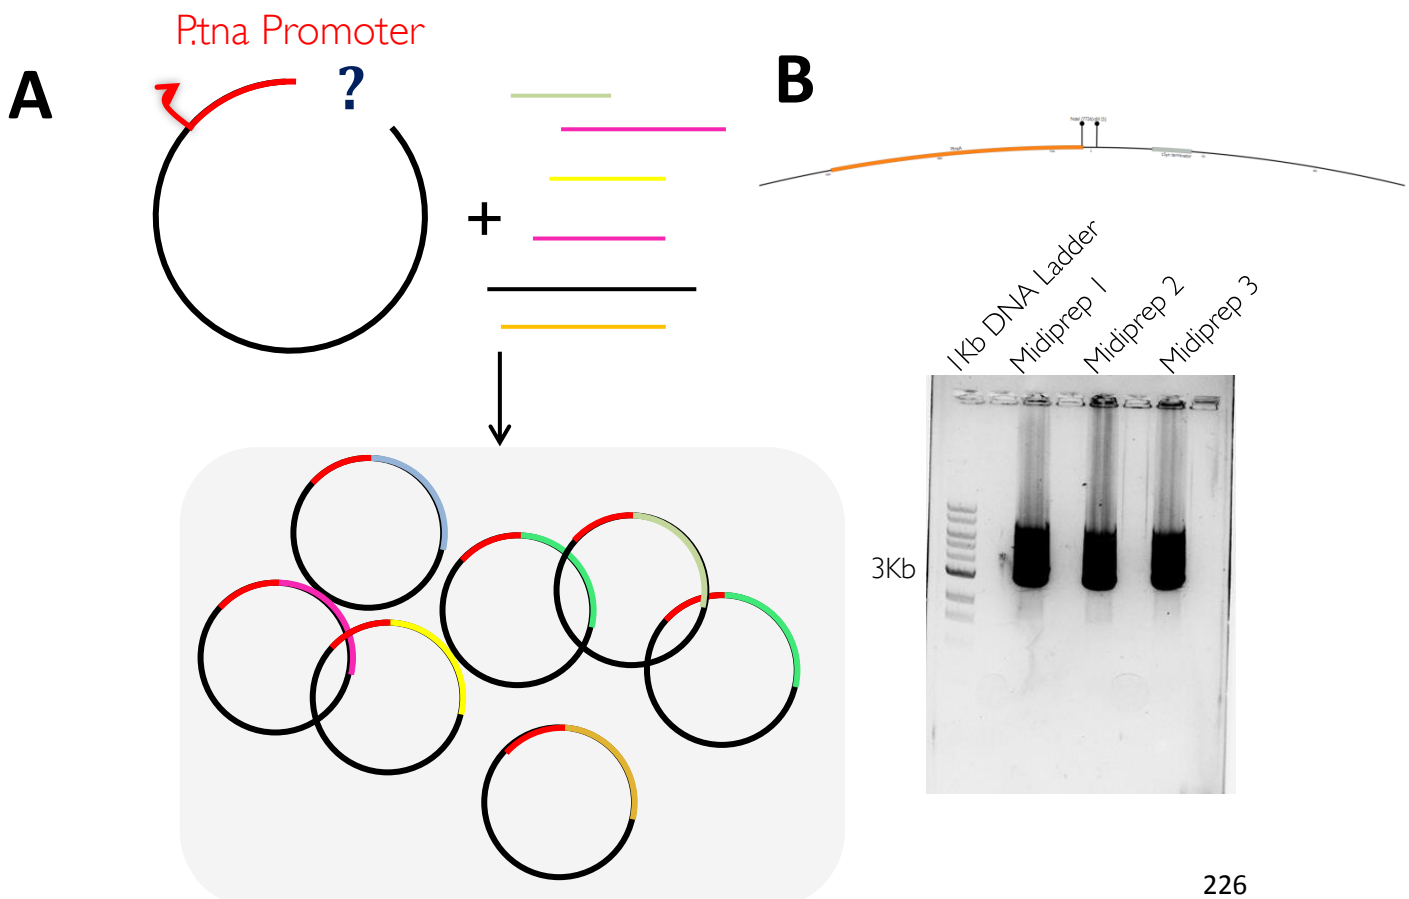 P.tna Promoter
A
?
B
+
1Kb DNA Ladder
Midiprep 1
Midiprep 2
Midiprep 3
3Kb
226